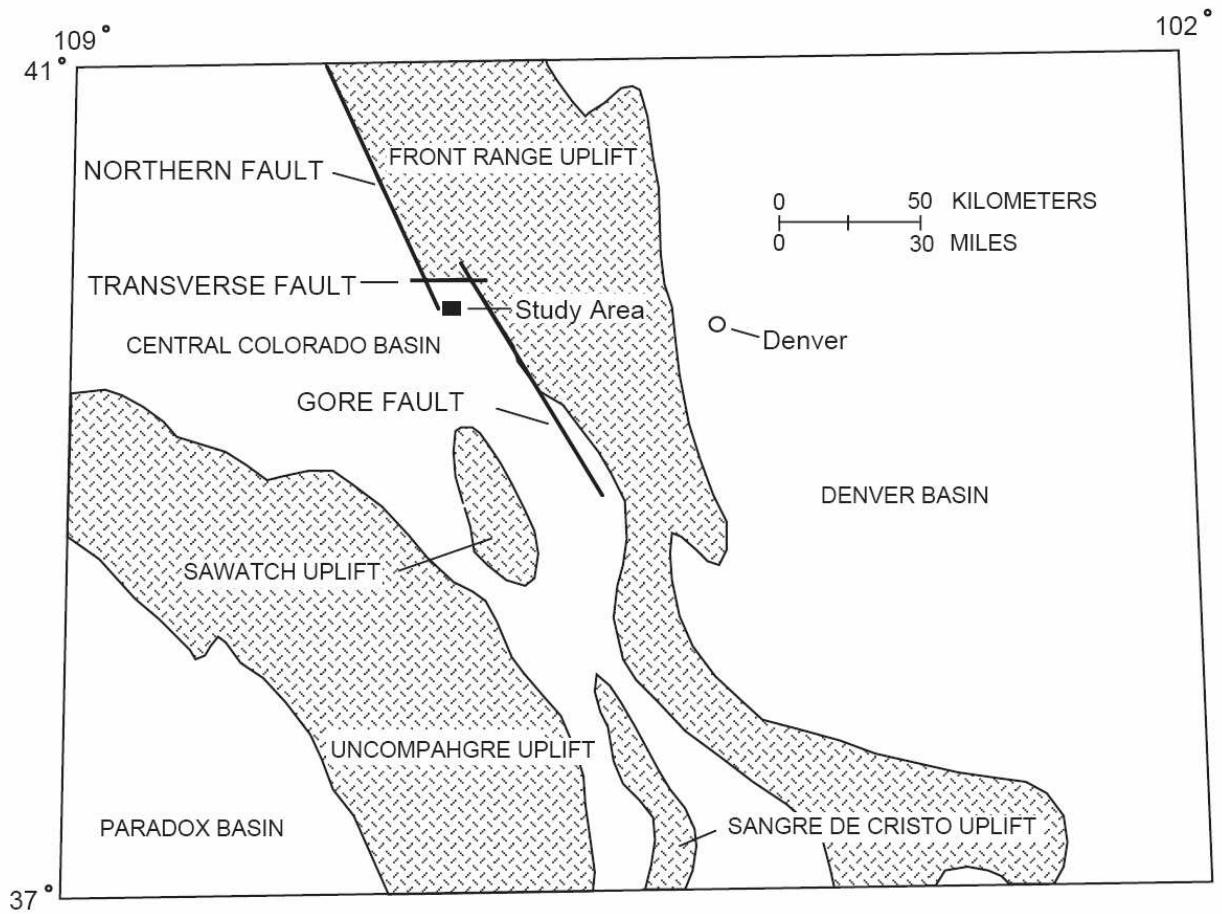 109°
102°
41°
FRONT RANGE UPLIFT
NORTHERN FAULT
0 50 KILOMETERS
0 30 MILES
TRANSVERSE FAULT
Study Area
Denver
CENTRAL COLORADO BASIN
GORE FAULT
DENVER BASIN
SAWATCH UPLIFT
UNCOMPAHGRE UPLIFT
PARADOX BASIN
SANGRE DE CRISTO UPLIFT
37°